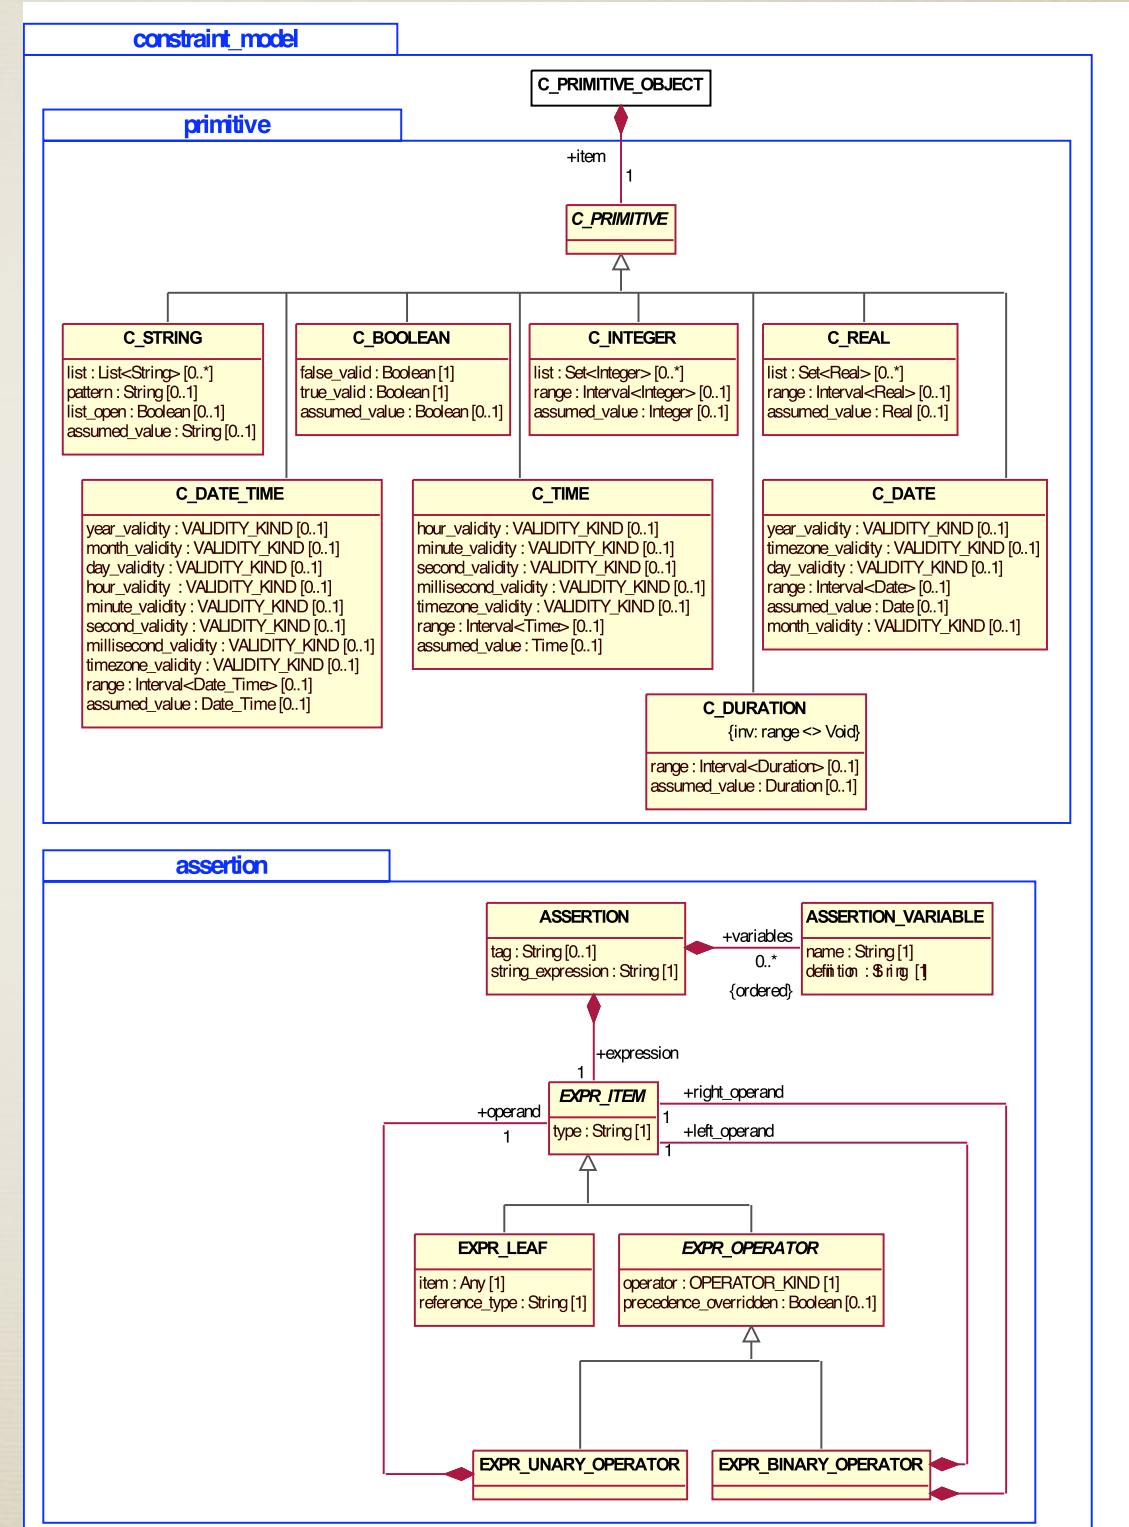 constraint_model
C_PRIMITIVE_OBJECT
primitive
+item
1
C_PRIMITIVE
C_STRING
list : List<String> [0..*]
pattern : String [0..1]
list_open : Boolean [0..1]
assumed_value : String [0..1]
C_BOOLEAN
false_valid : Boolean [1]
true_valid : Boolean [1]
assumed_value : Boolean [0..1]
C_INTEGER
list : Set<Integer> [0..*]
range : Interval<Integer> [0..1]
assumed_value : Integer [0..1]
C_REAL
list : Set<Real> [0..*]
range : Interval<Real> [0..1]
assumed_value : Real [0..1]
C_DATE_TIME
year_validity : VALIDITY_KIND [0..1]
month_validity : VALIDITY_KIND [0..1]
day_validity : VALIDITY_KIND [0..1]
hour_validity : VALIDITY_KIND [0..1]
minute_validity : VALIDITY_KIND [0..1]
second_validity : VALIDITY_KIND [0..1]
millisecond_validity : VALIDITY_KIND [0..1]
timezone_validity : VALIDITY_KIND [0..1]
range : Interval<Date_Time> [0..1]
assumed_value : Date_Time [0..1]
C_TIME
hour_validity : VALIDITY_KIND [0..1]
minute_validity : VALIDITY_KIND [0..1]
second_validity : VALIDITY_KIND [0..1]
millisecond_validity : VALIDITY_KIND [0..1]
timezone_validity : VALIDITY_KIND [0..1]
range : Interval<Time> [0..1]
assumed_value : Time [0..1]
C_DATE
year_validity : VALIDITY_KIND [0..1]
timezone_validity : VALIDITY_KIND [0..1]
day_validity : VALIDITY_KIND [0..1]
range : Interval<Date> [0..1]
assumed_value : Date [0..1]
month_validity : VALIDITY_KIND [0..1]
C_DURATION
{inv: range <> Void}
range : Interval<Duration> [0..1]
assumed_value : Duration [0..1]
assertion
ASSERTION
tag : String [0..1]
string_expression : String [1]
+variables
0..*
{ordered}
ASSERTION_VARIABLE
name : String [1]
definition : String [1]
+expression
1
EXPR_ITEM
type : String [1]
+operand
1
+right_operand
1
+left_operand
1
EXPR_LEAF
item : Any [1]
reference_type : String [1]
EXPR_OPERATOR
operator : OPERATOR_KIND [1]
precedence_overridden : Boolean [0..1]
EXPR_UNARY_OPERATOR
EXPR_BINARY_OPERATOR